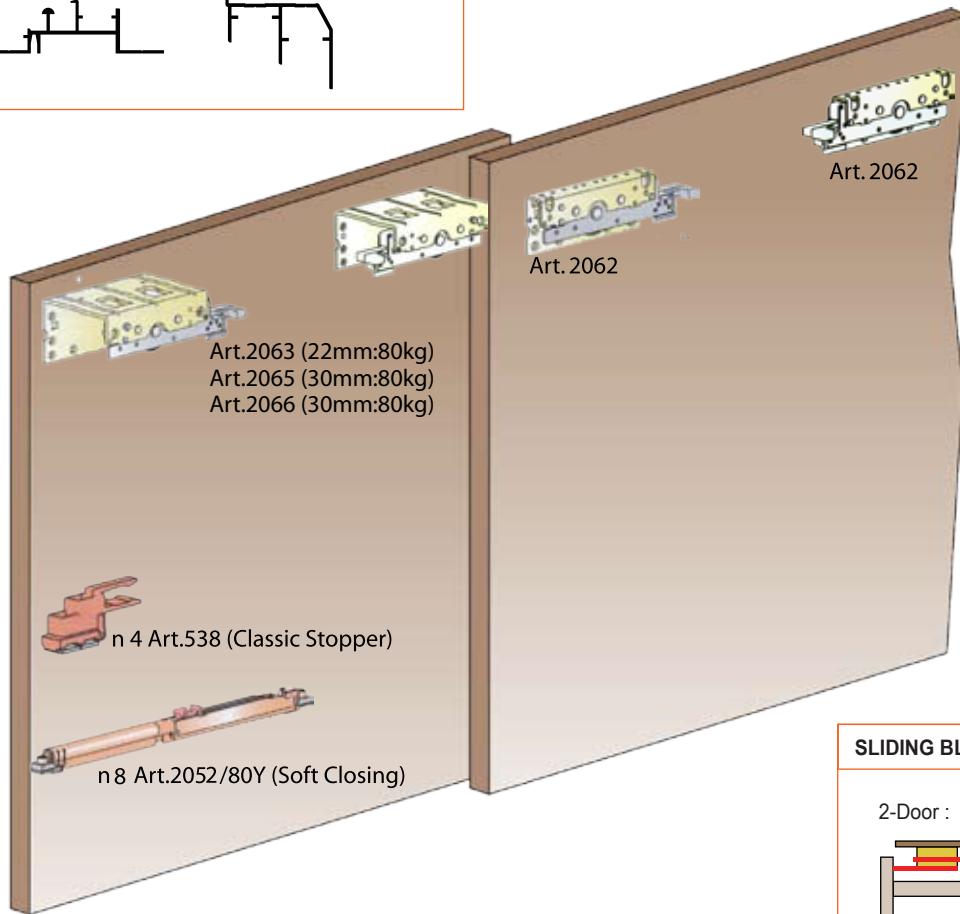 Art. 2062
Art. 2062
Art.2063 (22mm:80kg)
Art.2065 (30mm:80kg)
Art.2066 (30mm:80kg)
n 4 Art.538 (Classic Stopper)
n 8 Art.2052/80Y (Soft Closing)
SLIDING BL
2-Door :